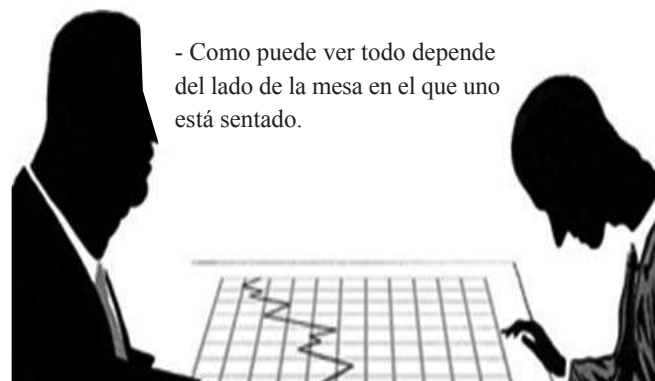 - Como puede ver todo depende
del lado de la mesa en el que uno
está sentado.